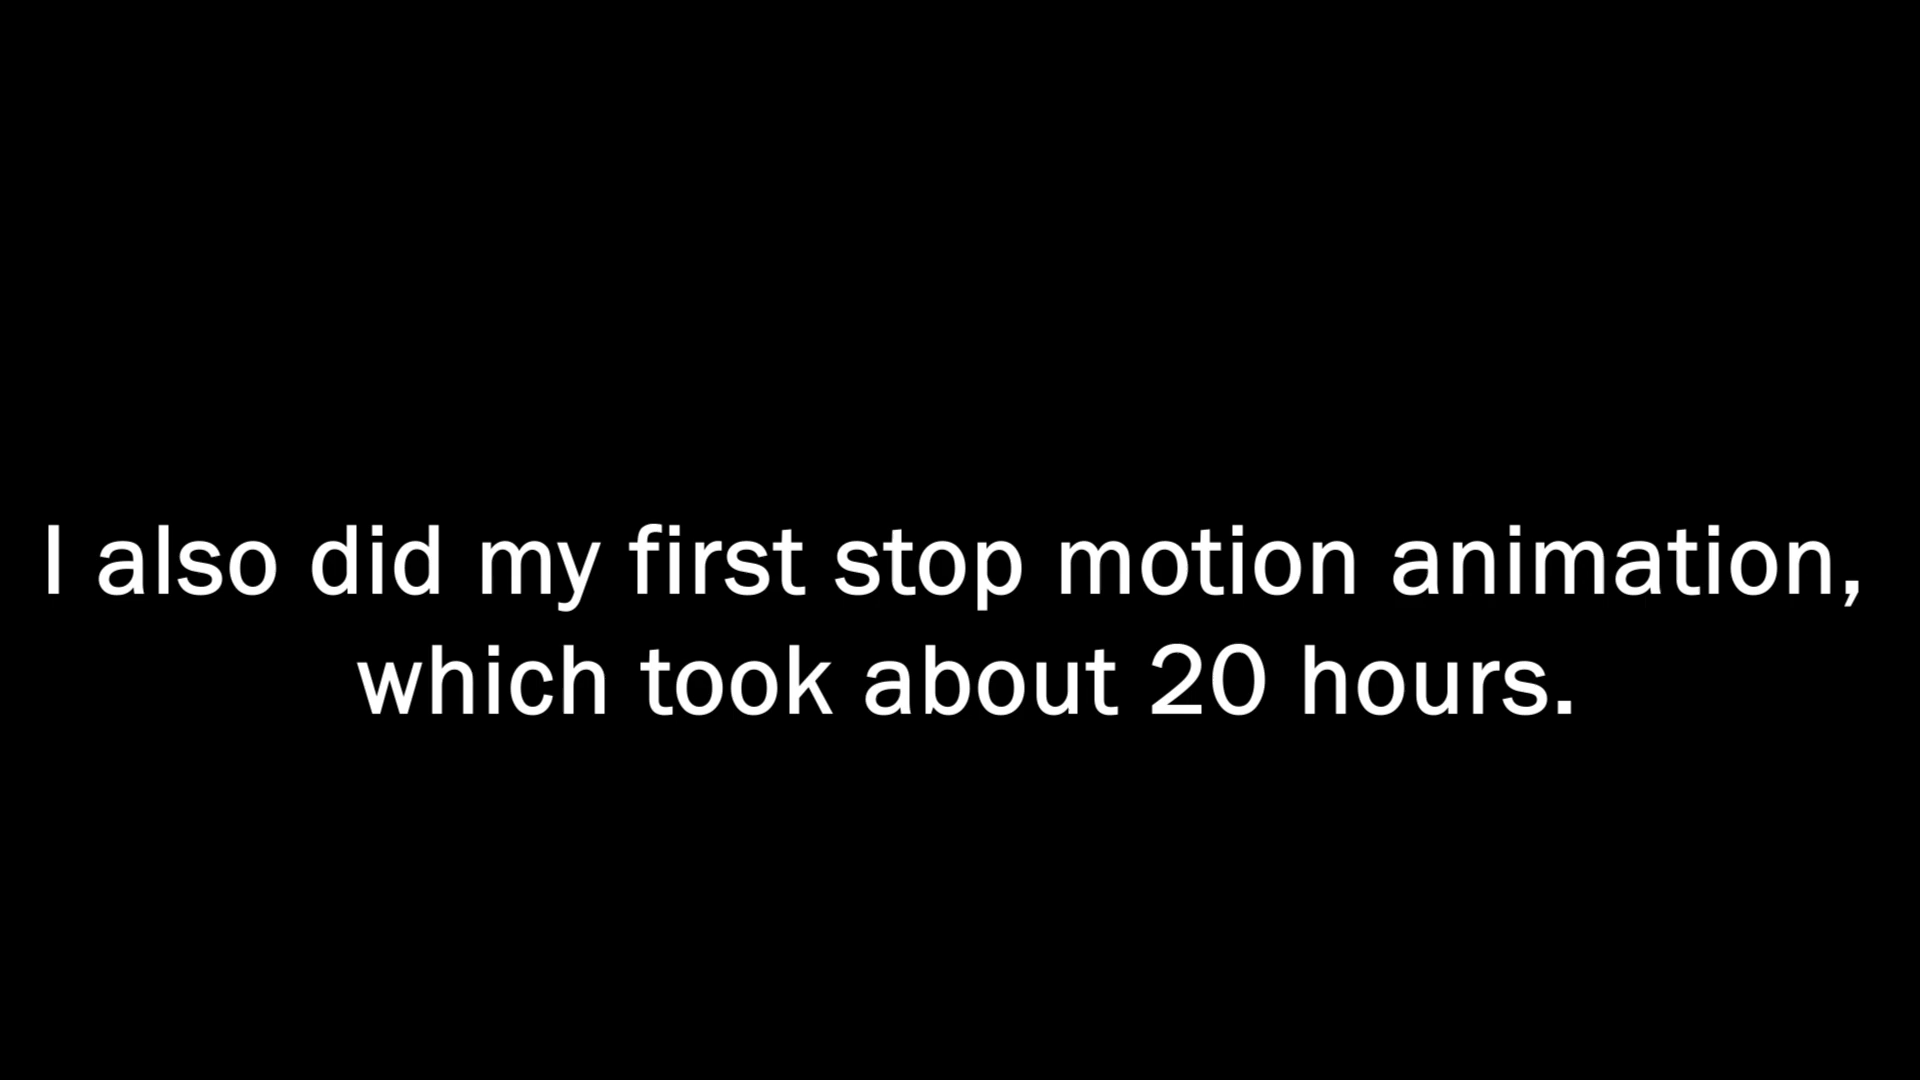 I also did my first stop motion animation,
which took about 20 hours.